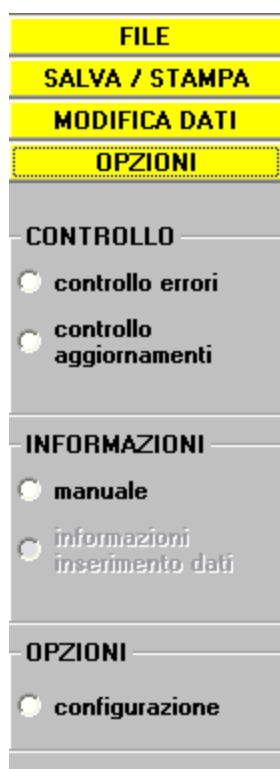 FILE
SALVA / STAMPA
MODIFICA DATI
OPZIONI
CONTROLLO
controllo errori
controllo
aggiornamenti
INFORMAZIONI
manuale
informazioni
inserimento dati
OPZIONI
configurazione